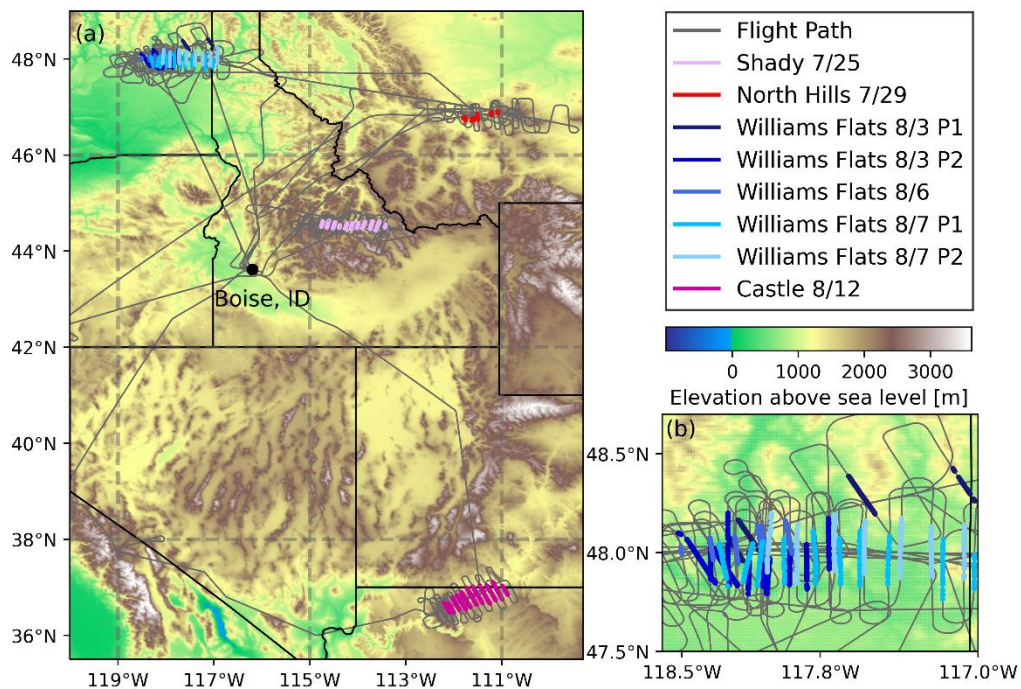 (a)
48°N
46°N
44°N
42°N
40°N
38°N
36°N
Boise, ID
119°W 117°W 115°W 113°W 111°W
Flight Path
Shady 7/25
North Hills 7/29
Williams Flats 8/3 P1
Williams Flats 8/3 P2
Williams Flats 8/6
Williams Flats 8/7 P1
Williams Flats 8/7 P2
Castle 8/12
0 1000 2000 3000
Elevation above sea level [m]
(b)
48.5°N
48.0°N
47.5°N
118.5°W 117.8°W 117.0°W